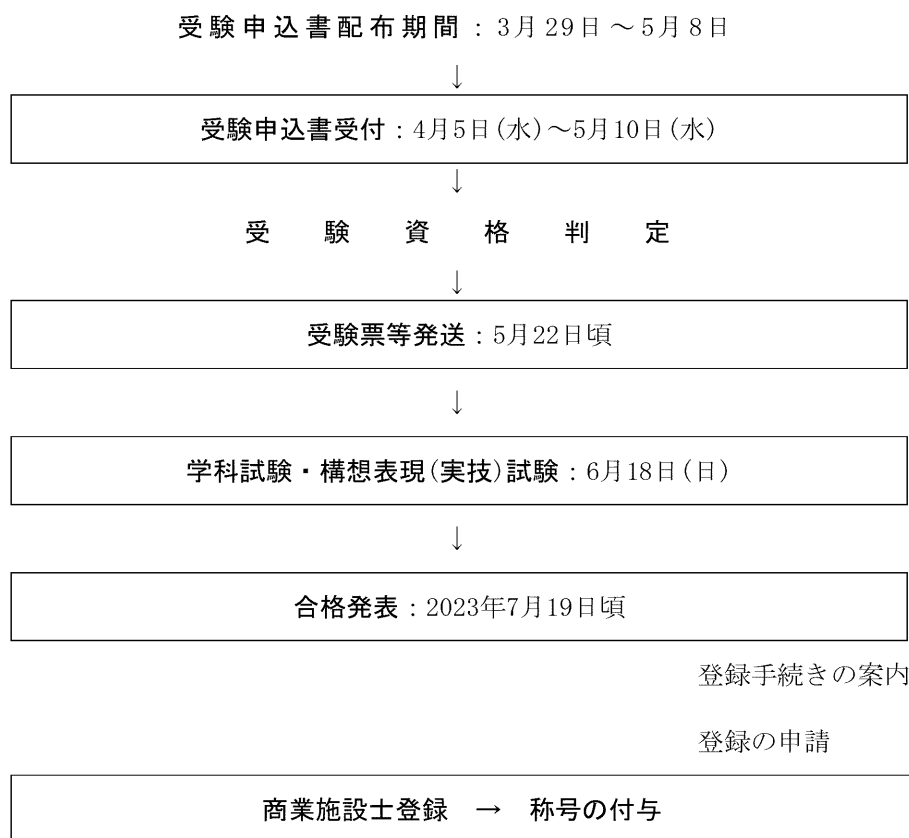 受験申込書配布期間：3月29日～5月8日
↓
受験申込書受付：4月5日(水)～5月10日(水)
↓
受験資格判定
↓
受験票等発送：5月22日頃
↓
学科試験・構想表現(実技)試験：6月18日(日)
↓
合格発表：2023年7月19日頃
登録手続きの案内
登録の申請
商業施設士登録　→　称号の付与